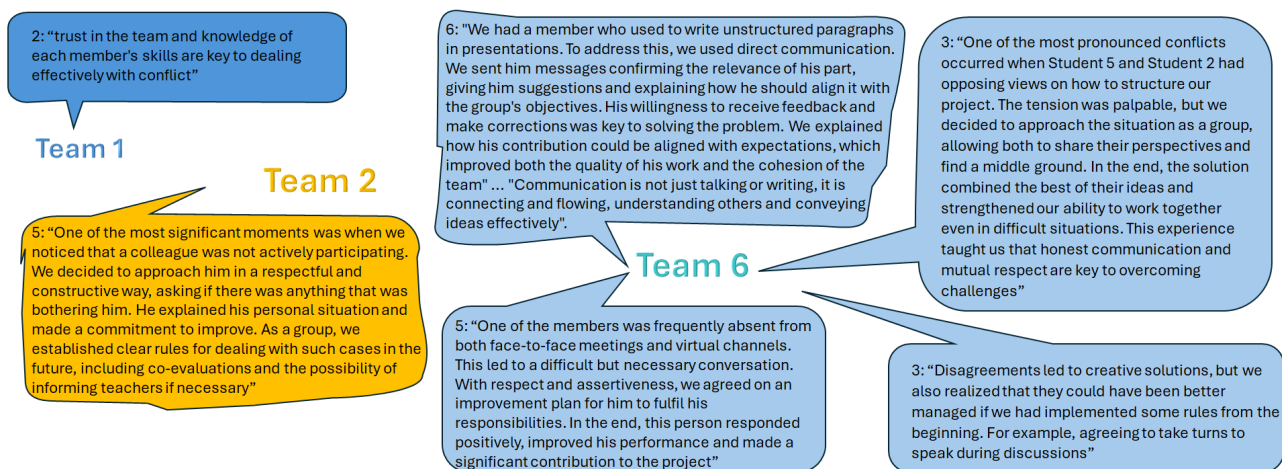 2: “trust in the team and knowledge of
each member's skills are key to dealing
effectively with conflict”
Team 1
Team 2
5: “One of the most significant moments was when we
noticed that a colleague was not actively participating.
We decided to approach him in a respectful and
constructive way, asking if there was anything that was
bothering him. He explained his personal situation and
made a commitment to improve. As a group, we
established clear rules for dealing with such cases in the
future, including co-evaluations and the possibility of
informing teachers if necessary”
6: "We had a member who used to write unstructured paragraphs
in presentations. To address this, we used direct communication.
We sent him messages confirming the relevance of his part,
giving him suggestions and explaining how he should align it with
the group's objectives. His willingness to receive feedback and
make corrections was key to solving the problem. We explained
how his contribution could be aligned with expectations, which
improved both the quality of his work and the cohesion of the
team" ... "Communication is not just talking or writing, it is
connecting and flowing, understanding others and conveying
ideas effectively".
Team 6
5: “One of the members was frequently absent from
both face-to-face meetings and virtual channels.
This led to a difficult but necessary conversation.
With respect and assertiveness, we agreed on an
improvement plan for him to fulfil his
responsibilities. In the end, this person responded
positively, improved his performance and made a
significant contribution to the project”
3: “One of the most pronounced conflicts
occurred when Student 5 and Student 2 had
opposing views on how to structure our
project. The tension was palpable, but we
decided to approach the situation as a group,
allowing both to share their perspectives and
find a middle ground. In the end, the solution
combined the best of their ideas and
strengthened our ability to work together
even in difficult situations. This experience
taught us that honest communication and
mutual respect are key to overcoming
challenges”
3: “Disagreements led to creative solutions, but we
also realized that they could have been better
managed if we had implemented some rules from the
beginning. For example, agreeing to take turns to
speak during discussions”